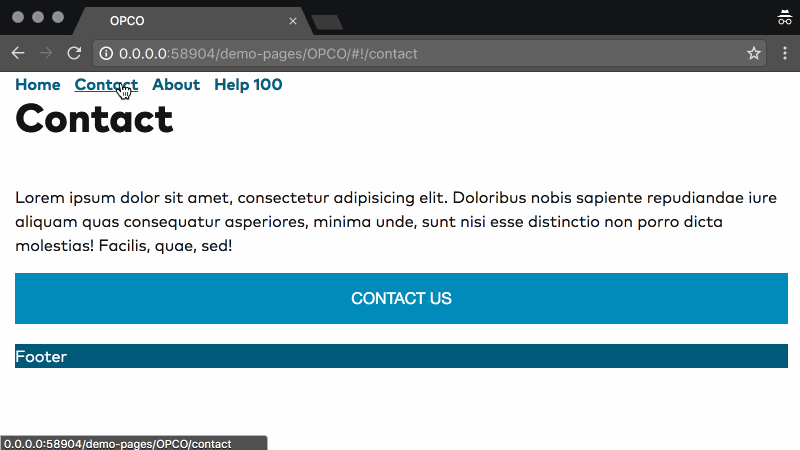 OPCO
0.0.0.0:58904/demo-pages/OPCO/#!/contact
Home Contact About Help 100
Contact
Lorem ipsum dolor sit amet, consectetur adipisicing elit. Doloribus nobis sapiente repudiandae iure
aliquam quas consequatur asperiores, minima unde, sunt nisi esse distinctio non porro dicta
molestias! Facilis, quae, sed!
CONTACT US
Footer
0.0.0.0:58904/demo-pages/OPCO/contact